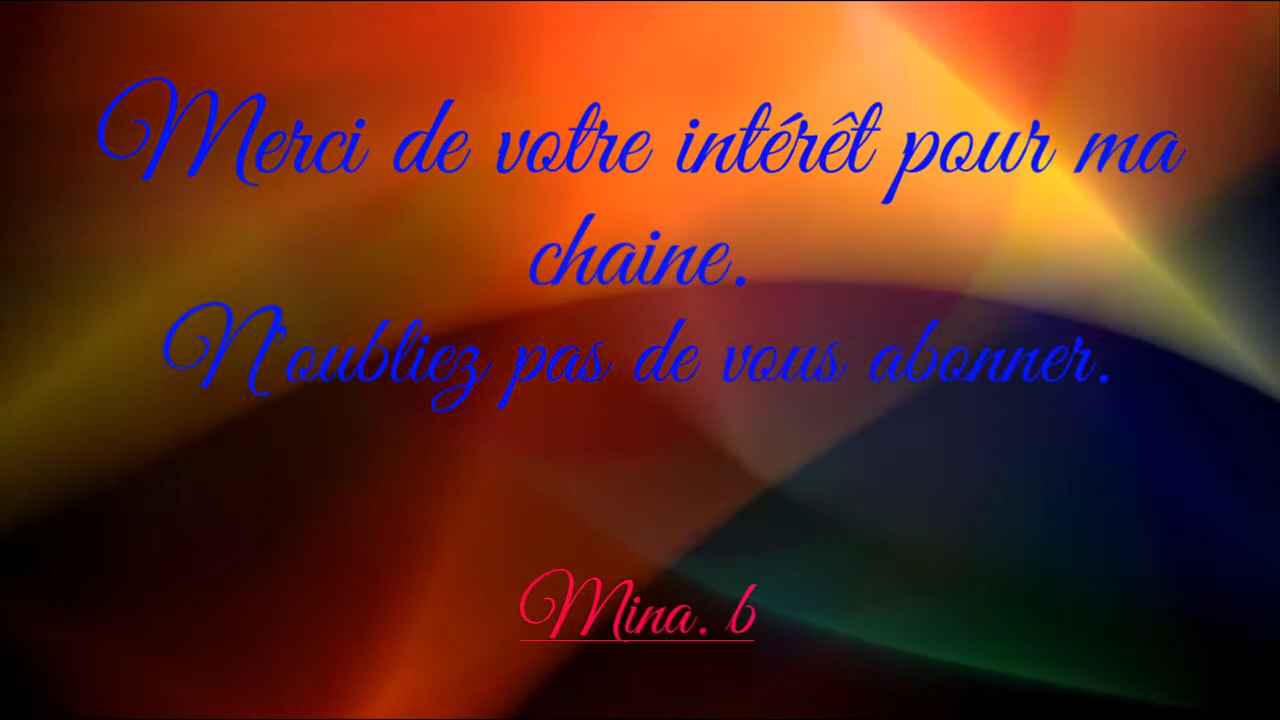 Merci de votre intérêt pour ma
chaine.
N'oubliez pas de vous abonner.
Mina. b